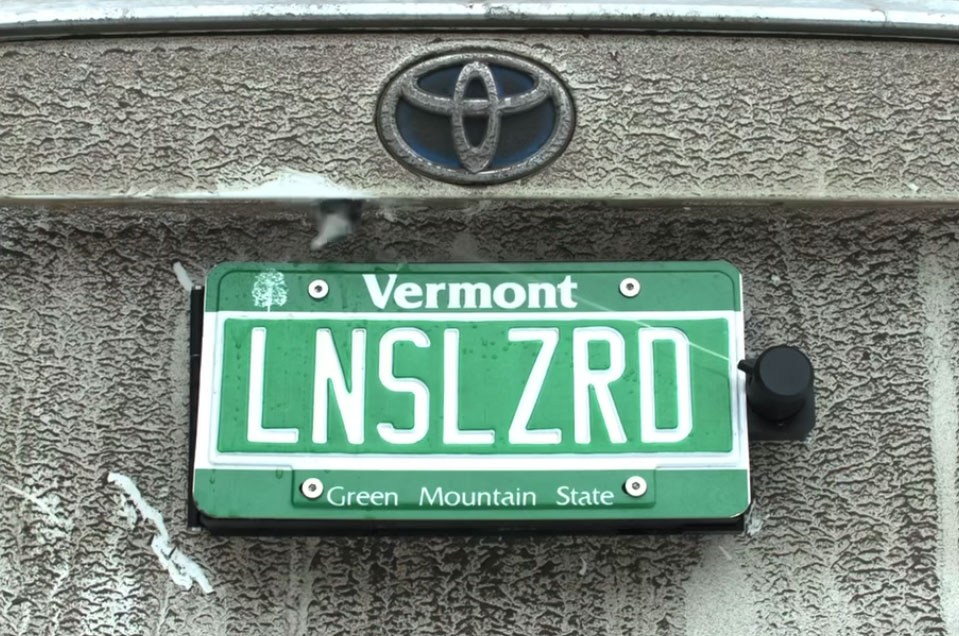 Vermont
LNSLZRD
Green Mountain State